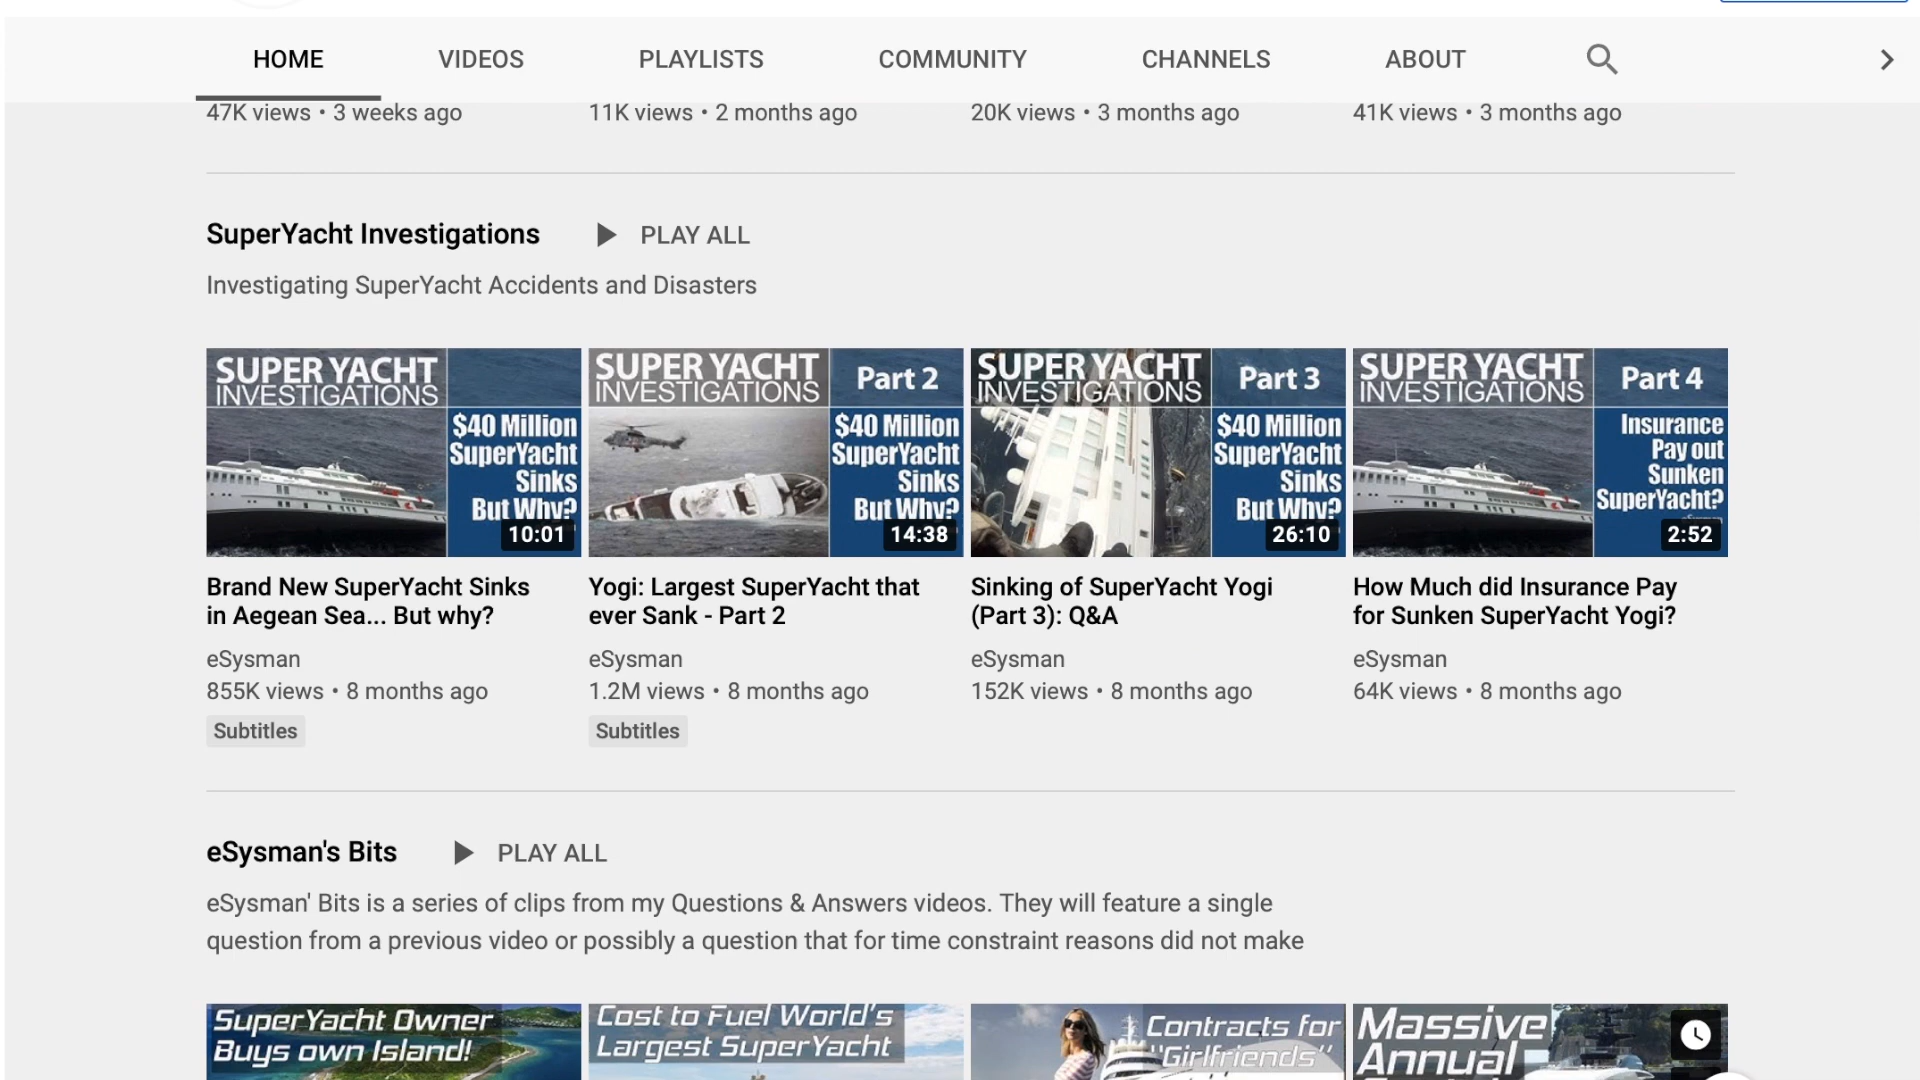 HOME VIDEOS PLAYLISTS COMMUNITY CHANNELS ABOUT
47K views • 3 weeks ago
11K views • 2 months ago
20K views • 3 months ago
41K views • 3 months ago
SuperYacht Investigations
PLAY ALL
Investigating SuperYacht Accidents and Disasters
SUPER YACHT
INVESTIGATIONS
$40 Million
SuperYacht
Sinks
But Why?
10:01
Brand New SuperYacht Sinks
in Aegean Sea... But why?
eSysman
855K views • 8 months ago
Subtitles
SUPER YACHT
INVESTIGATIONS
Part 2
$40 Million
SuperYacht
Sinks
But Why?
14:38
Yogi: Largest SuperYacht that
ever Sank - Part 2
eSysman
1.2M views • 8 months ago
Subtitles
SUPER YACHT
INVESTIGATIONS
Part 3
$40 Million
SuperYacht
Sinks
But Why?
26:10
Sinking of SuperYacht Yogi
(Part 3): Q&A
eSysman
152K views • 8 months ago
SUPER YACHT
INVESTIGATIONS
Part 4
Insurance
Pay out
Sunken
SuperYacht?
2:52
How Much did Insurance Pay
for Sunken SuperYacht Yogi?
eSysman
64K views • 8 months ago
eSysman's Bits
PLAY ALL
eSysman' Bits is a series of clips from my Questions & Answers videos. They will feature a single
question from a previous video or possibly a question that for time constraint reasons did not make
SuperYacht Owner
Buys own Island!
Cost to Fuel World's
Largest SuperYacht
Contracts for
"Girlfriends"
Massive
Annual